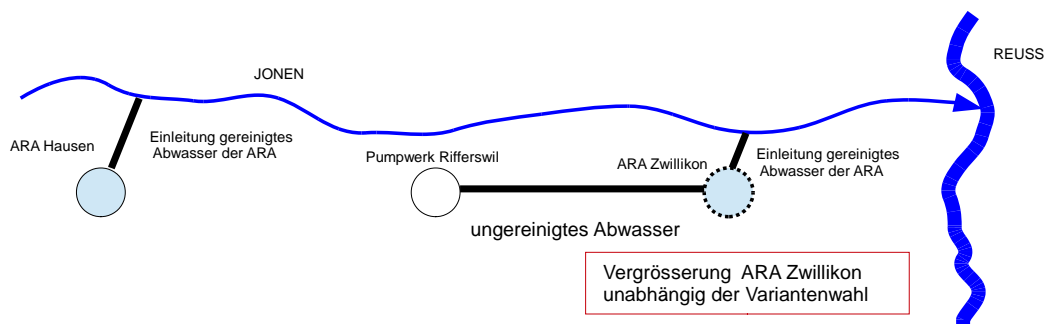 REUSS
JONEN
ARA Hausen
Einleitung gereinigtes
Abwasser der ARA
Pumpwerk Rifferswil
ARA Zwillikon
Einleitung gereinigtes
Abwasser der ARA
ungereinigtes Abwasser
Vergrösserung ARA Zwillikon
unabhängig der Variantenwahl